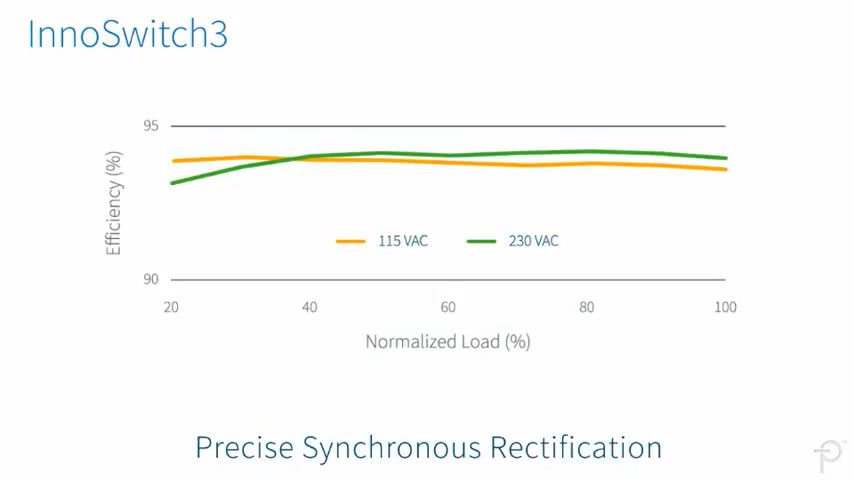 InnoSwitch3
95
Efficiency (%)
115 VAC
230 VAC
90
20
40
60
80
100
Normalized Load (%)
Precise Synchronous Rectification